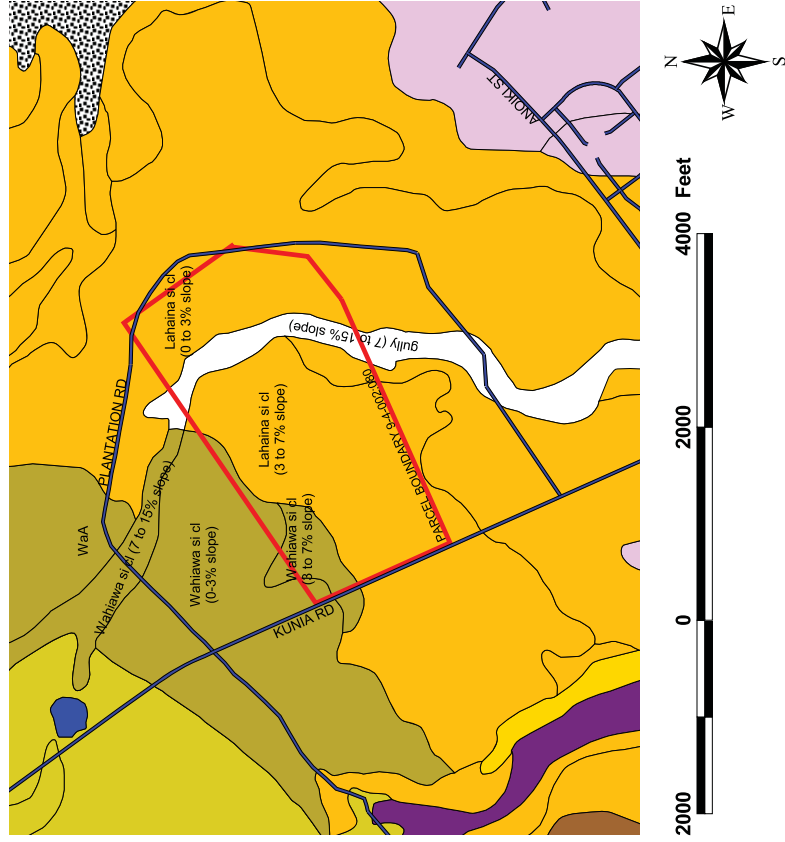 PLANTATION RD
Lahaina si cl
(0 to 3% slope)
gully (7 to 15% slope)
Lahaina si cl
(3 to 7% slope)
PARCEL BOUNDARY 9-4-002:080
WaA
Wahiawa si cl (7 to 15% slope)
Wahiawa si cl
(0-3% slope)
Wahiawa si cl
(3 to 7% slope)
KUNIA RD
ANOIKI ST
N
E
S
W
2000
0
2000
4000 Feet